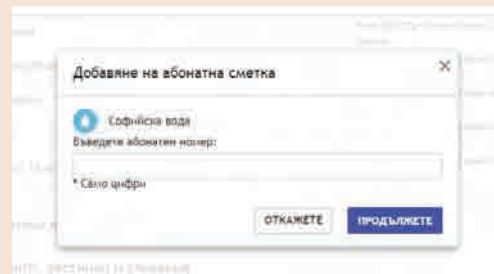 Добавяне на абонатна сметка
Софийска вода
Въведете абонатен номер:
* Само цифри
ОТКАЖЕТЕ
ПРОДЪЛЖЕТЕ